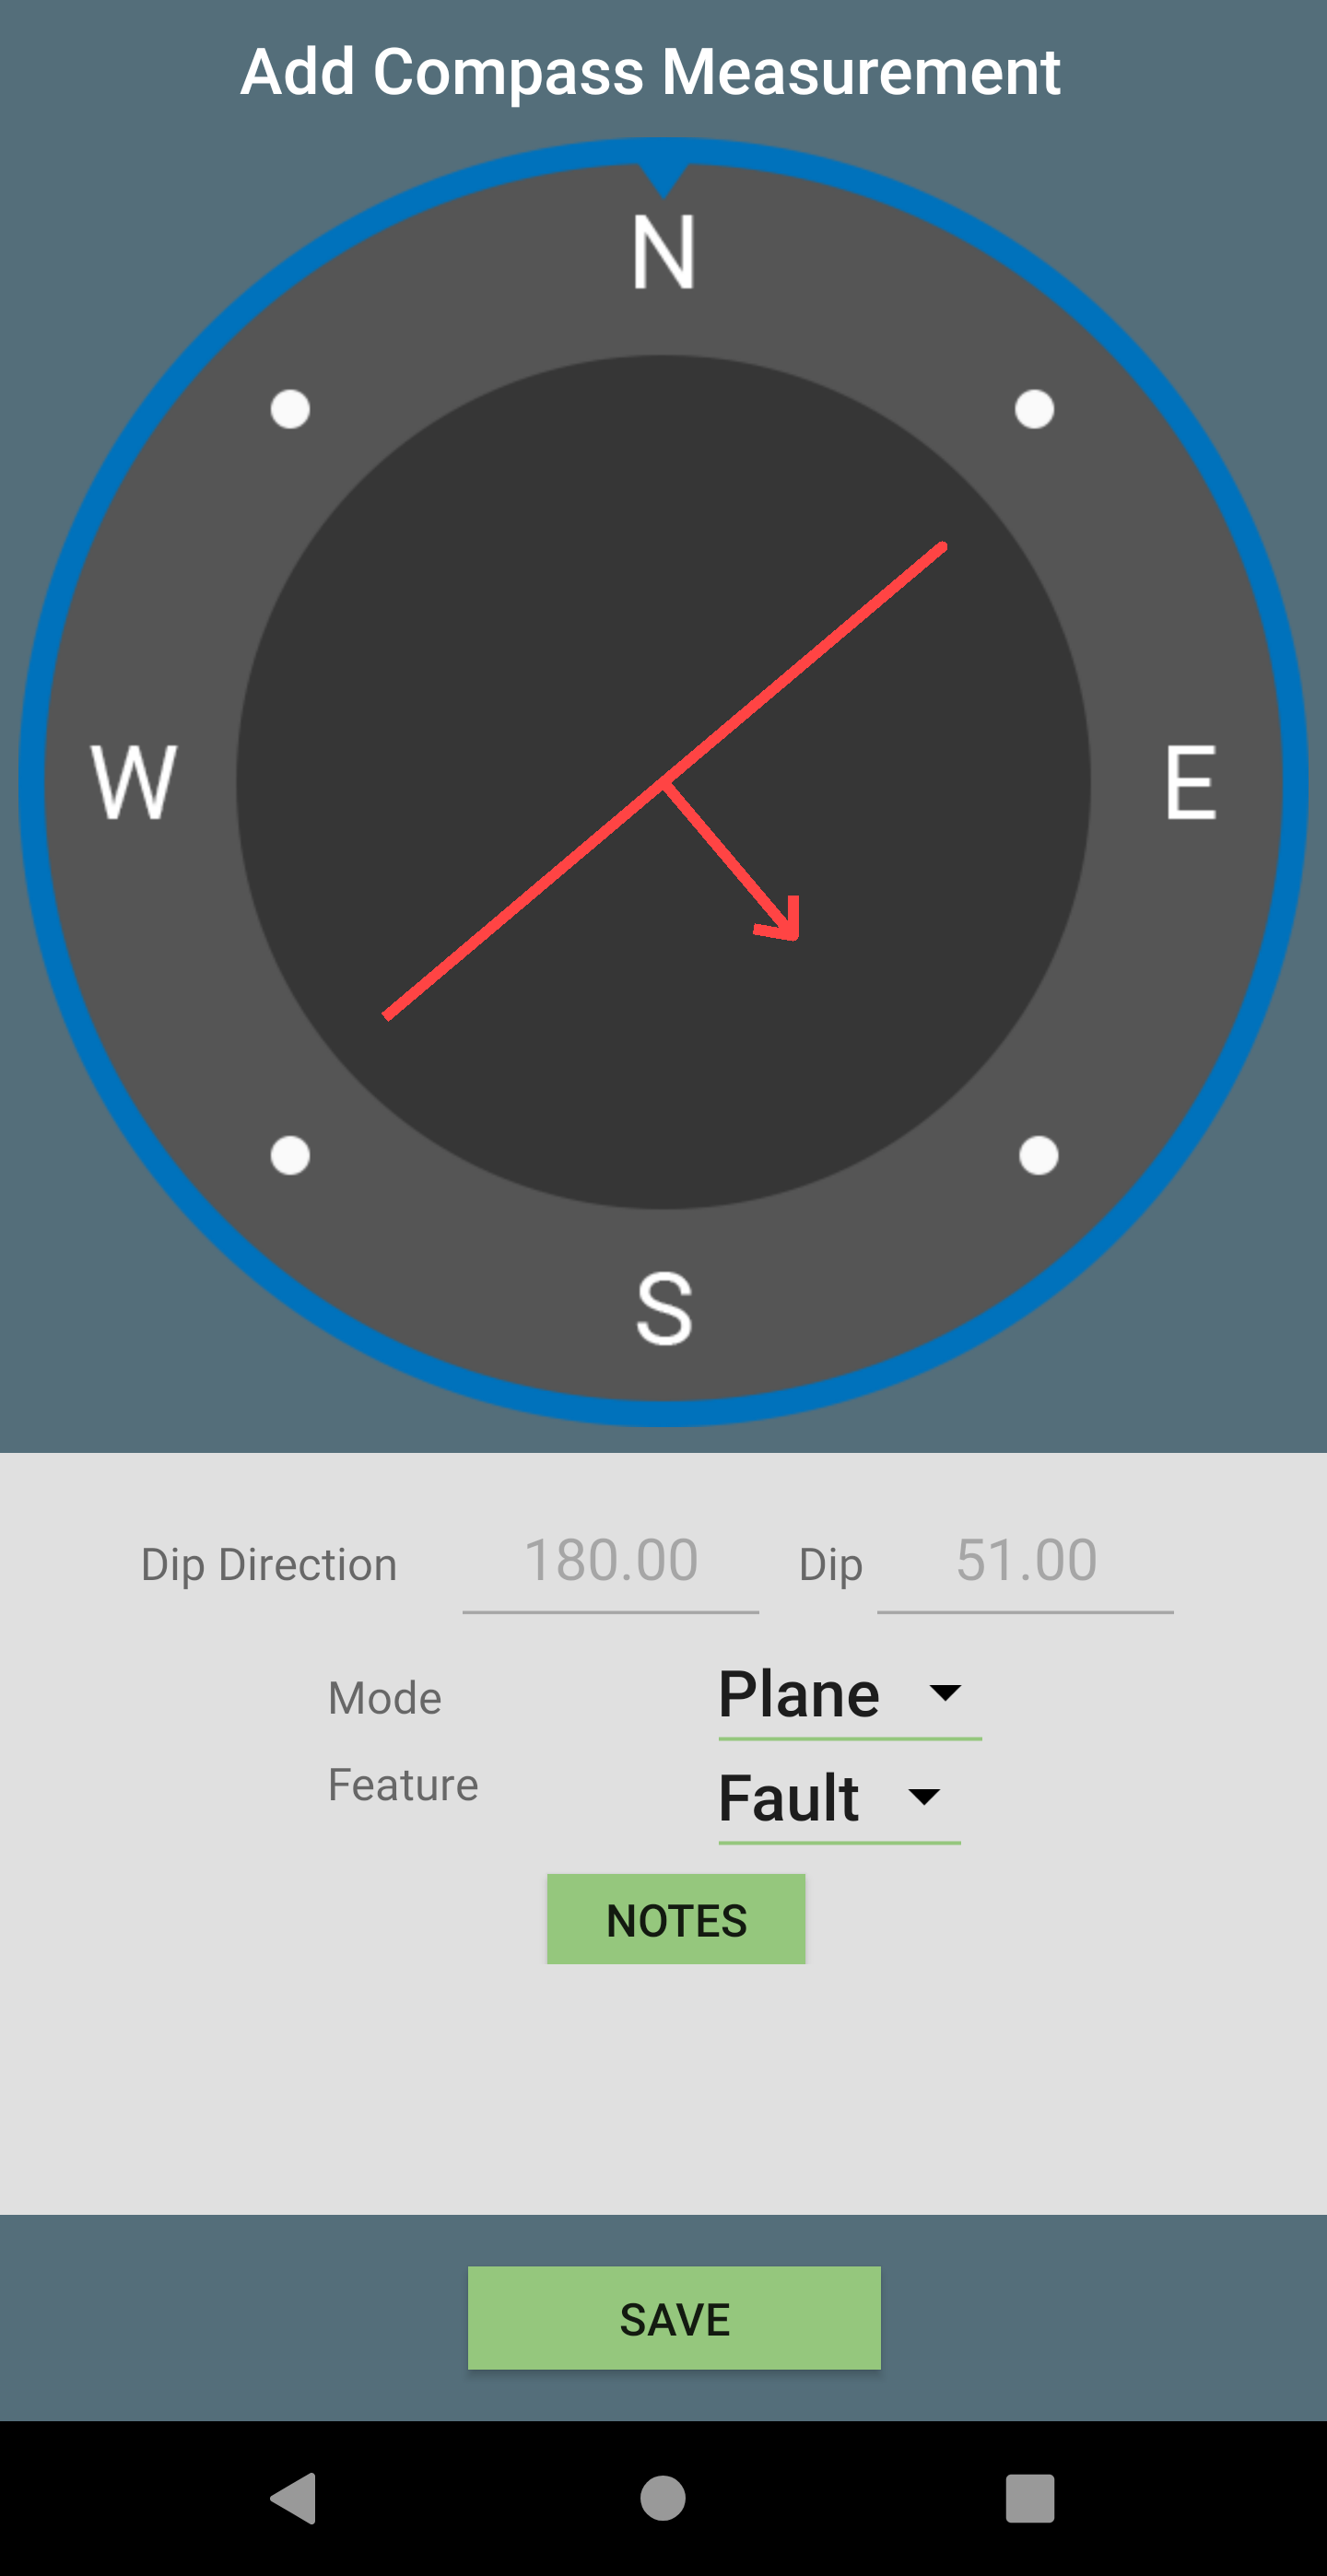 Add Compass Measurement
N
W E
S
Dip Direction 180.00 Dip 51.00
Mode Plane
Feature Fault
NOTES
SAVE